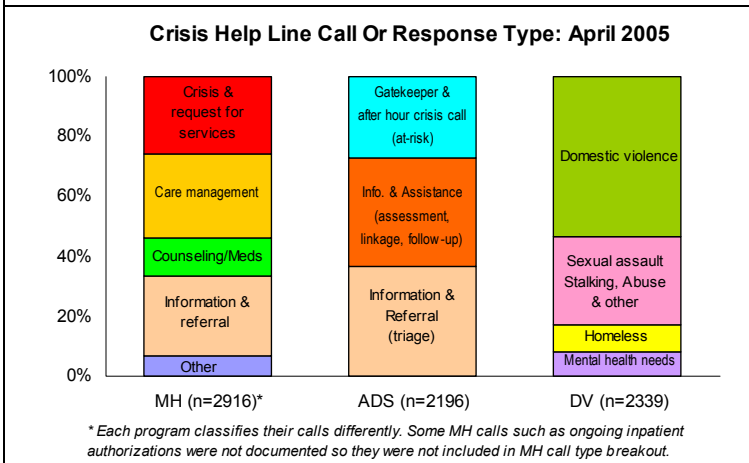 Crisis Help Line Call Or Response Type: April 2005
100%
80%
60%
40%
20%
0%
Crisis &
request for
services
Care management
Counseling/Meds
Information &
referral
Other
Gatekeeper &
after hour crisis call
(at-risk)
Info. & Assistance
(assessment,
linkage, follow-up)
Information &
Referral
(triage)
Domestic violence
Sexual assault
Stalking, Abuse
& other
Homeless
Mental health needs
MH (n=2916)*
ADS (n=2196)
DV (n=2339)
* Each program classifies their calls differently. Some MH calls such as ongoing inpatient
authorizations were not documented so they were not included in MH call type breakout.